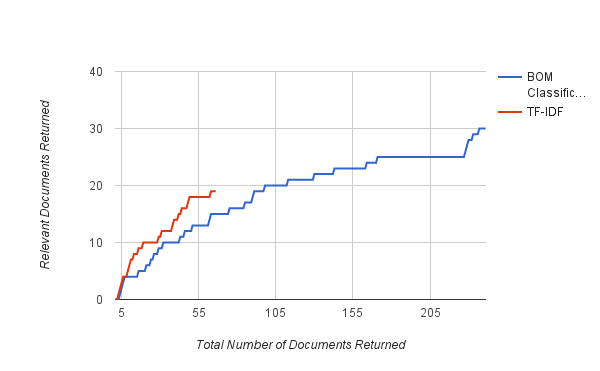 40
30
20
10
0
Relevant Documents Returned
5 55 105 155 205
Total Number of Documents Returned
BOM
Classific...
TF-IDF